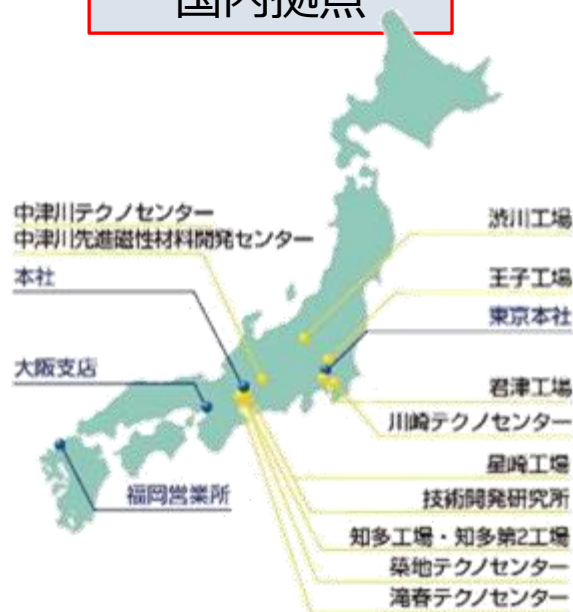 国内拠点
中津川テクノセンター
中津川先進磁性材料開発センター
本社
大阪支店
福岡営業所
渋川工場
王子工場
東京本社
君津工場
川崎テクノセンター
星崎工場
技術開発研究所
知多工場・知多第2工場
築地テクノセンター
滝春テクノセンター